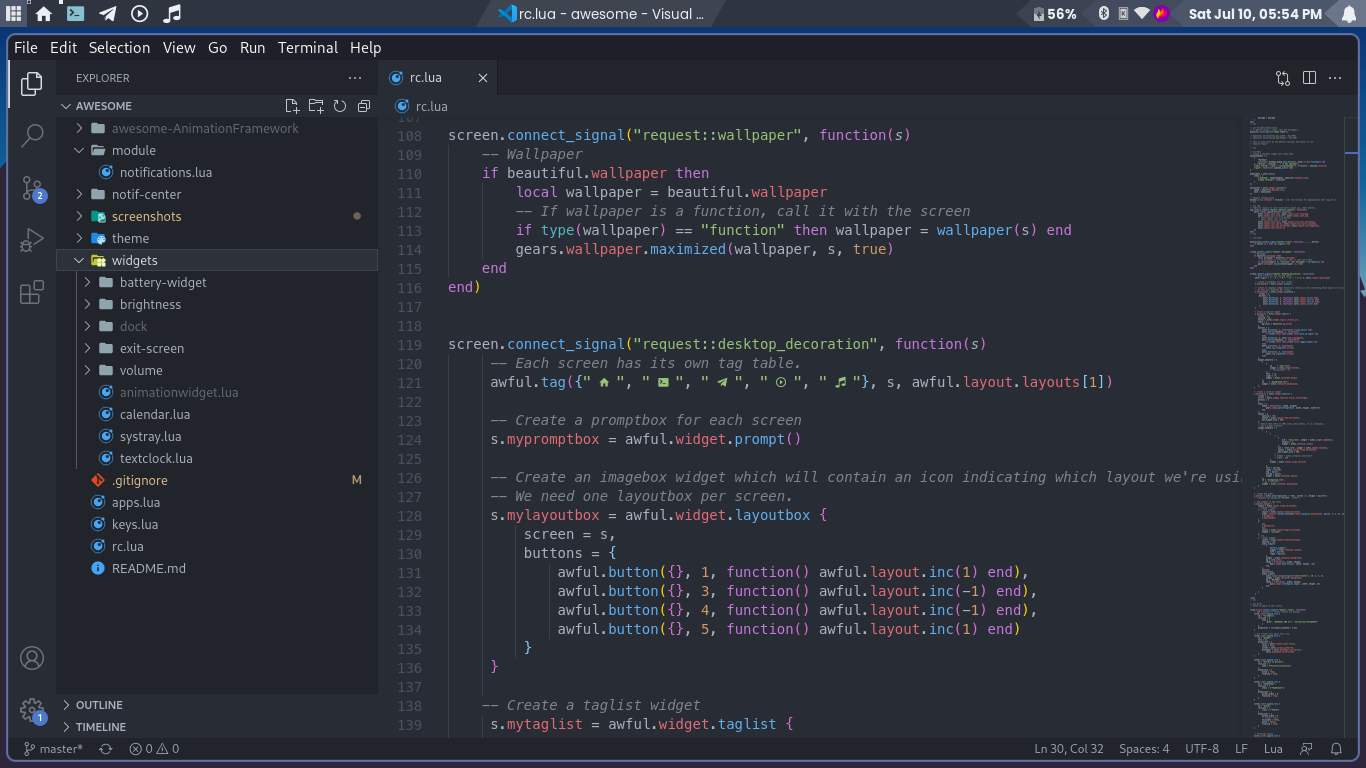 rc.lua - awesome - Visual ...
56%
Sat Jul 10, 05:54 PM
File Edit Selection View Go Run Terminal Help
EXPLORER
AWESOME
awesome-AnimationFramework
module
notifications.lua
notif-center
screenshots
theme
widgets
battery-widget
brightness
dock
exit-screen
volume
animationwidget.lua
calendar.lua
systray.lua
textclock.lua
.gitignore M
apps.lua
keys.lua
rc.lua
README.md
OUTLINE
TIMELINE
2
1
rc.lua
rc.lua
107
108 screen.connect_signal("request::wallpaper", function(s)
109 -- Wallpaper
110 if beautiful.wallpaper then
111 local wallpaper = beautiful.wallpaper
112 -- If wallpaper is a function, call it with the screen
113 if type(wallpaper) == "function" then wallpaper = wallpaper(s) end
114 gears.wallpaper.maximized(wallpaper, s, true)
115 end
116 end)
117
118
119 screen.connect_signal("request::desktop_decoration", function(s)
120 -- Each screen has its own tag table.
121 awful.tag({" ", " ", " ", " ", " "}, s, awful.layout.layouts[1])
122
123 -- Create a promptbox for each screen
124 s.mypromptbox = awful.widget.prompt()
125
126 -- Create an imagebox widget which will contain an icon indicating which layout we're usin
127 -- We need one layoutbox per screen.
128 s.mylayoutbox = awful.widget.layoutbox {
129 screen = s,
130 buttons = {
131 awful.button({}, 1, function() awful.layout.inc(1) end),
132 awful.button({}, 3, function() awful.layout.inc(-1) end),
133 awful.button({}, 4, function() awful.layout.inc(-1) end),
134 awful.button({}, 5, function() awful.layout.inc(1) end)
135 }
136 }
137
138 -- Create a taglist widget
139 s.mytaglist = awful.widget.taglist {
master* 0 0
Ln 30, Col 32 Spaces: 4 UTF-8 LF Lua